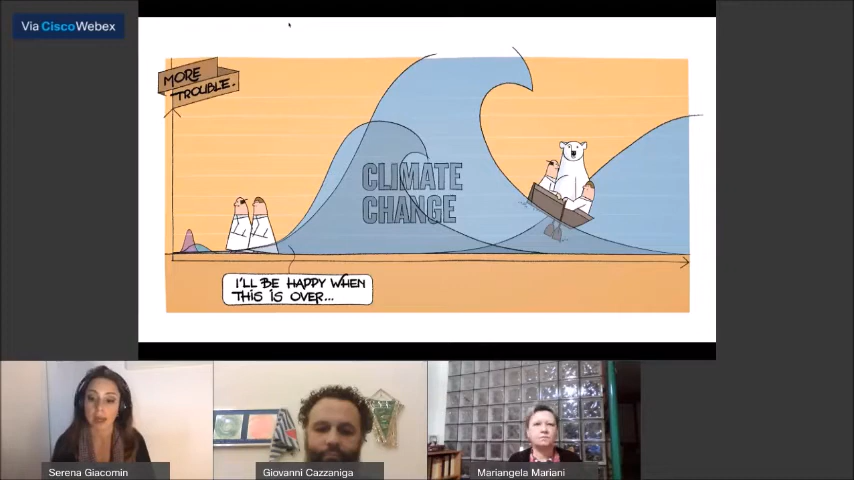 Via CiscoWebex
MORE
TROUBLE.
CLIMATE
CHANGE
I'LL BE HAPPY WHEN
THIS IS OVER...
Serena Giacomin
Giovanni Cazzaniga
Mariangela Mariani